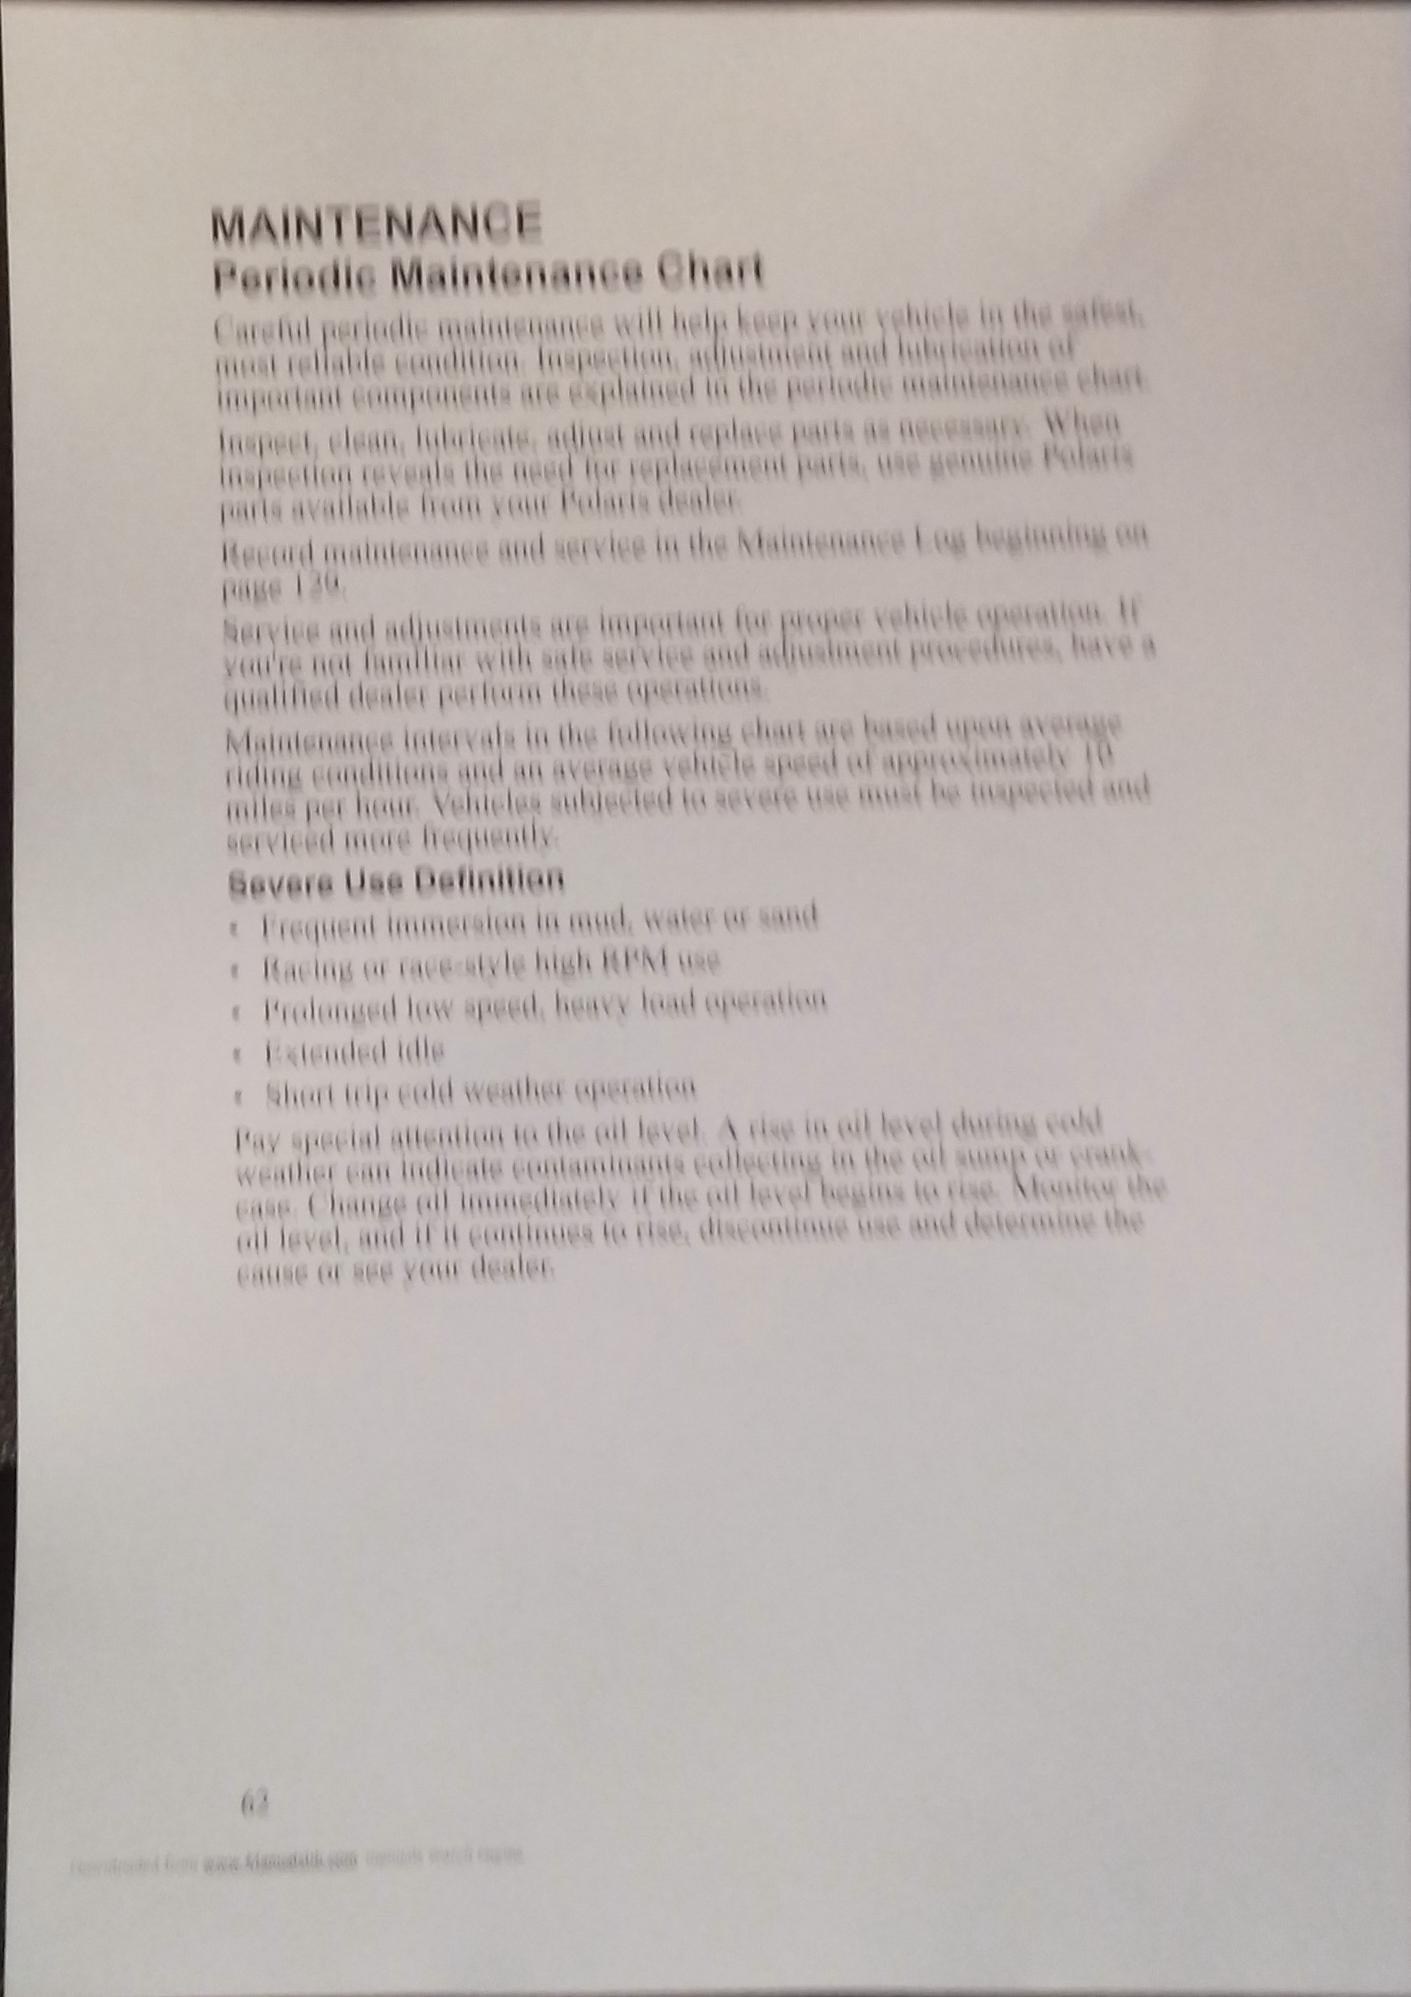 MAINTENANCE
Periodic Maintenance Chart
Careful periodic maintenance will help keep your vehicle in the safest,
most reliable condition. Inspection, adjustment and lubrication of
important components are explained in the periodic maintenance chart.
Inspect, clean, lubricate, adjust and replace parts as necessary. When
inspection reveals the need for replacement parts, use genuine Polaris
parts available from your Polaris dealer.
Record maintenance and service in the Maintenance Log beginning on
page
Service and adjustments are important for proper vehicle operation. If
you're not familiar with safe service and adjustment procedures, have a
qualified dealer perform these operations.
Maintenance intervals in the following chart are based upon average
riding conditions and an average vehicle speed of approximately 10
miles per hour. Vehicles subjected to severe use must be inspected and
serviced more frequently.
Severe Use Definition
• Frequent immersion in mud, water or sand
• Racing or race-style high RPM use
• Prolonged low speed, heavy load operation
• Extended idle
• Short trip cold weather operation
Pay special attention to the oil level. A rise in oil level during cold
weather can indicate contaminants collecting in the oil sump or crank-
case. Change oil immediately if the oil level begins to rise. Monitor the
oil level, and if it continues to rise, discontinue use and determine the
cause or see your dealer.
Downloaded from www.Manualslib.com manuals search engine